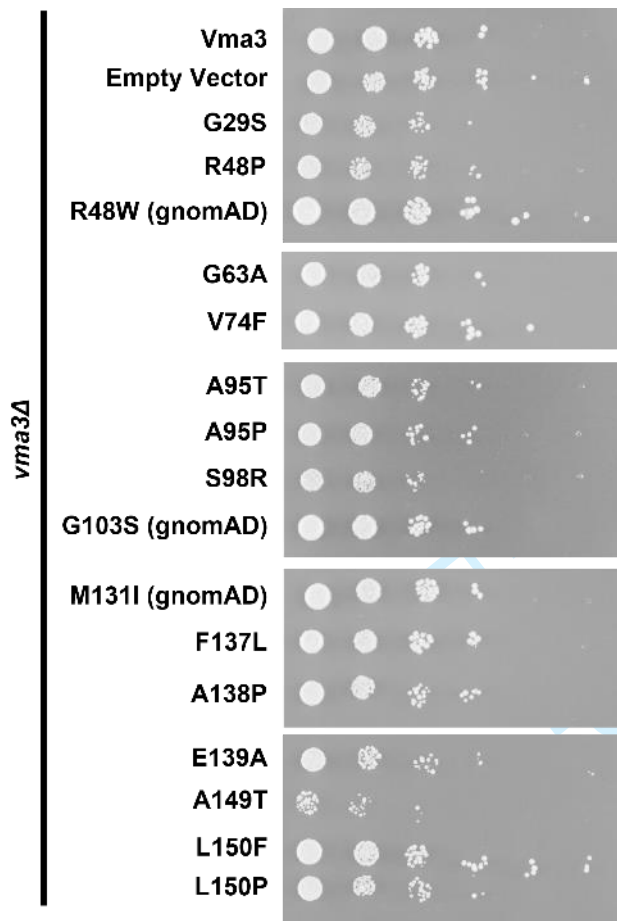 Vma3
Empty Vector
G29S
R48P
R48W (gnomAD)
G63A
V74F
vma3Δ
A95T
A95P
S98R
G103S (gnomAD)
M131I (gnomAD)
F137L
A138P
E139A
A149T
L150F
L150P